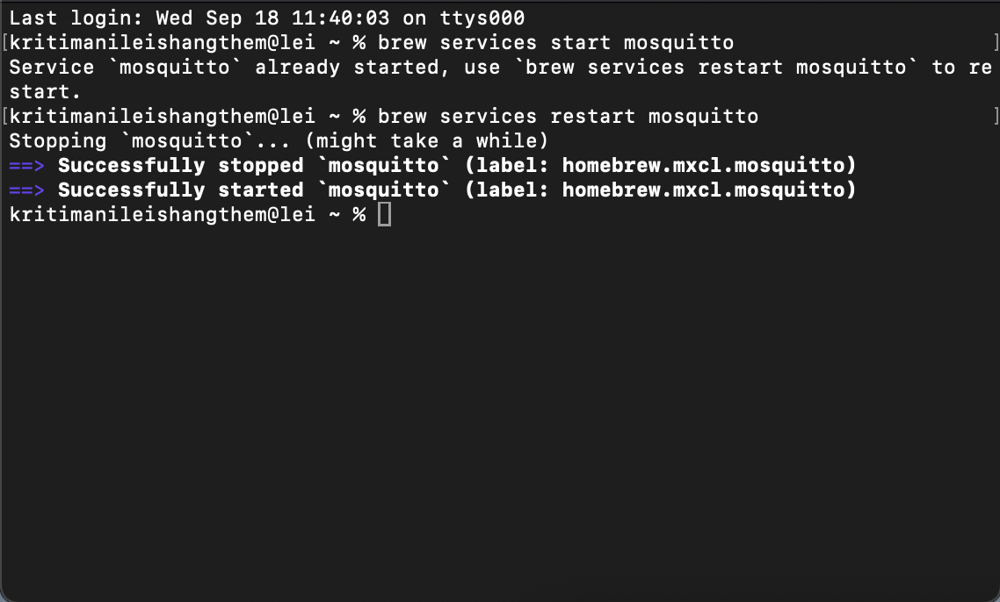 Last login: Wed Sep 18 11:40:03 on ttys000
[kritimanileishangthem@lei ~ % brew services start mosquitto ]
Service `mosquitto` already started, use `brew services restart mosquitto` to re
start.
[kritimanileishangthem@lei ~ % brew services restart mosquitto ]
Stopping `mosquitto`... (might take a while)
==> Successfully stopped `mosquitto` (label: homebrew.mxcl.mosquitto)
==> Successfully started `mosquitto` (label: homebrew.mxcl.mosquitto)
kritimanileishangthem@lei ~ %